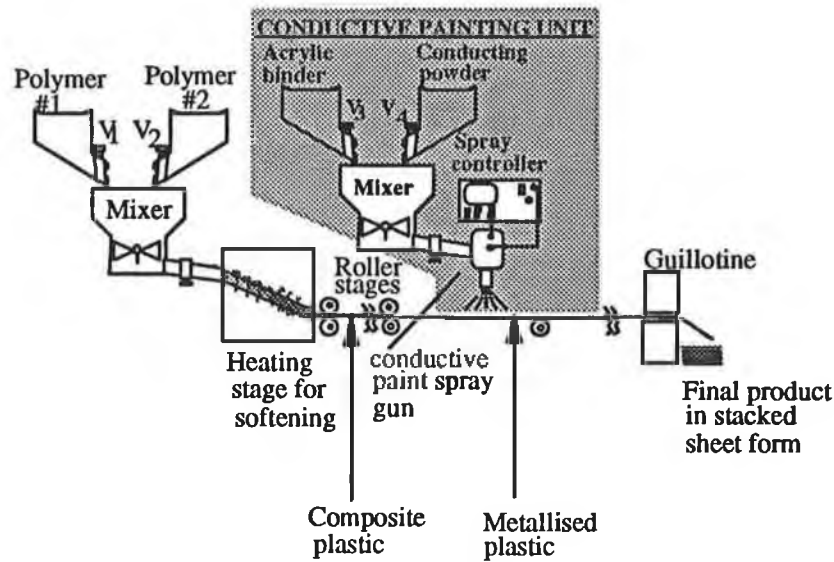 CONDUCTIVE PAINTING UNIT
Acrylic
binder
Conducting
powder
Polymer
#1
Polymer
#2
V1
V2
V3
V4
Spray
controller
Mixer
Mixer
Roller
stages
Guillotine
Heating
stage for
softening
conductive
paint spray
gun
Final product
in stacked
sheet form
Composite
plastic
Metallised
plastic